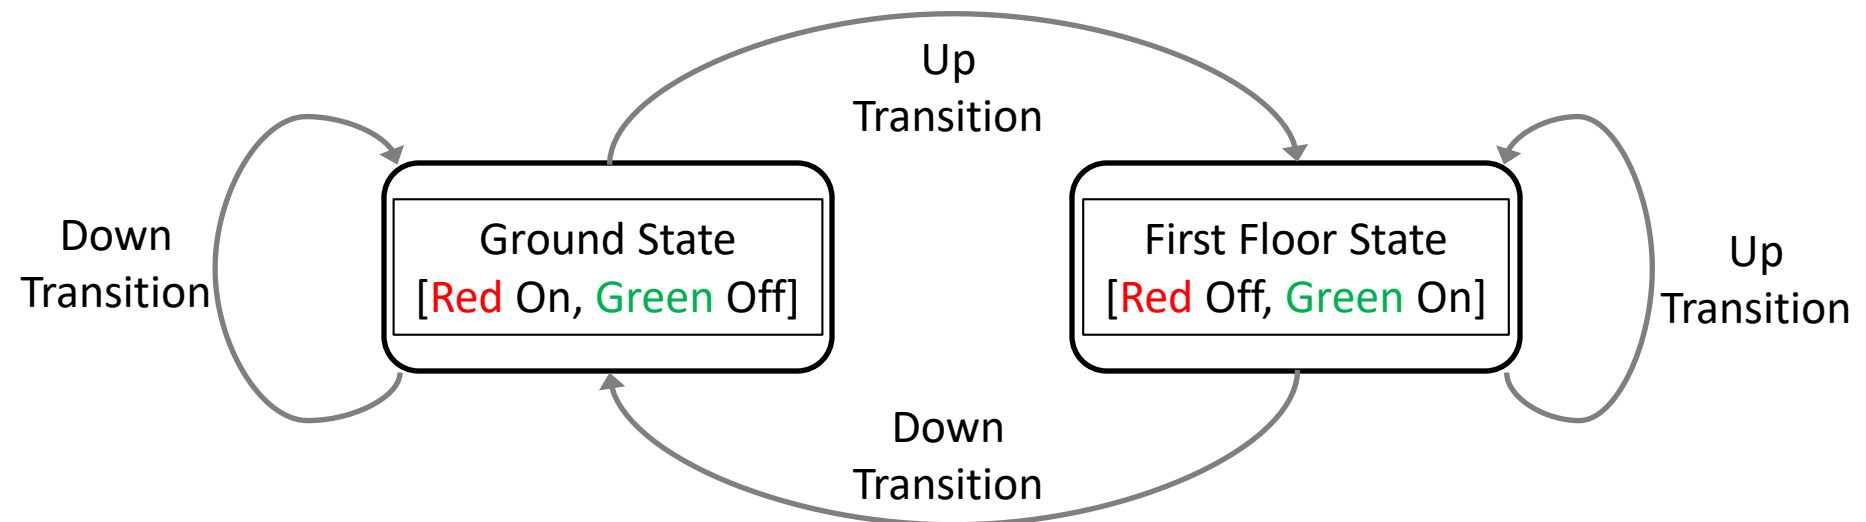 Up
Transition
Down
Transition
Ground State
[Red On, Green Off]
First Floor State
[Red Off, Green On]
Up
Transition
Down
Transition